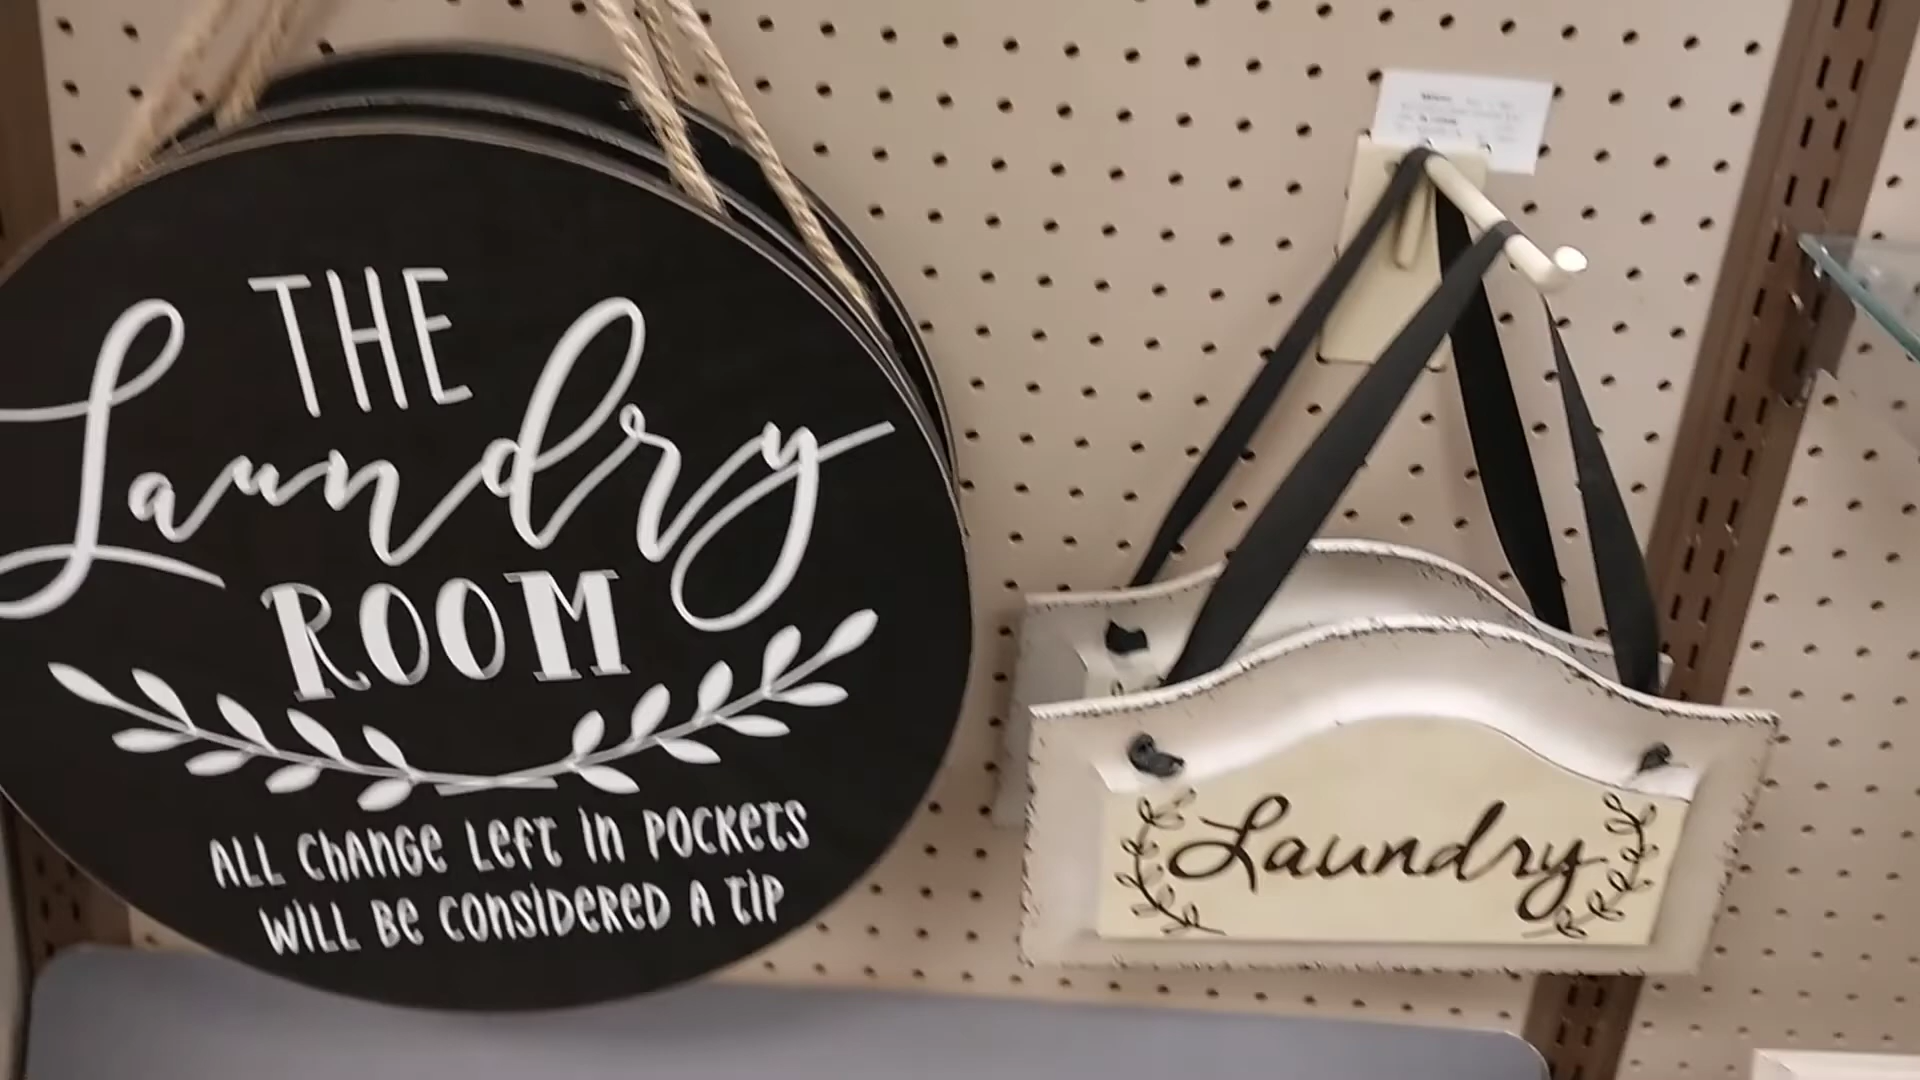 THE
Laundry
ROOM
ALL CHANGE LEFT IN POCKETS
WILL BE CONSIDERED A TIP
Laundry